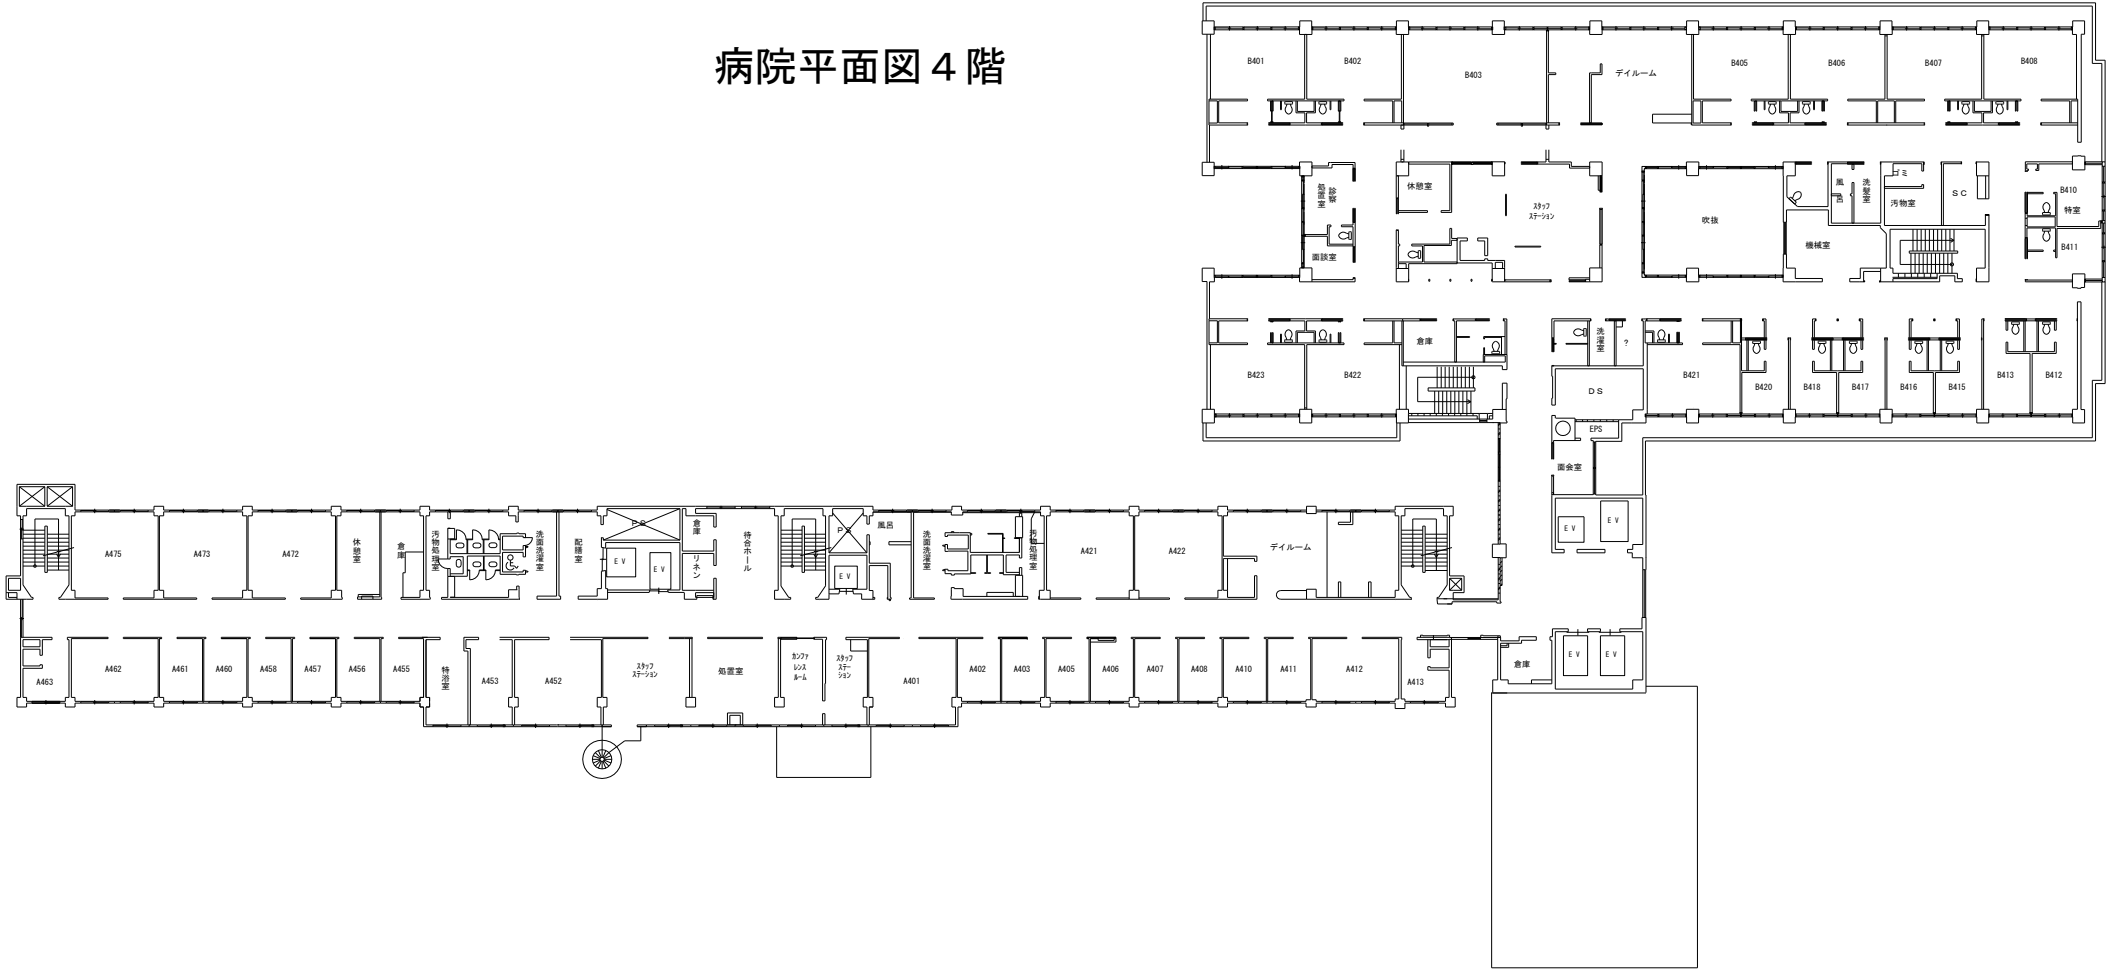 病院平面図４階
B401
B402
B403
デイルーム
B405
B406
B407
B408
診察
処置室
面談室
休憩室
スタッフ
ステーション
吹抜
風呂
洗髪室
ゴミ
汚物室
ＳＣ
機械室
B410
特室
B411
B423
B422
倉庫
洗濯室
?
B421
B420
B418
B417
B416
B415
B413
B412
ＤＳ
EPS
面会室
ＥＶ
ＥＶ
A475
A473
A472
休憩室
倉庫
汚物処理室
洗面洗濯室
配膳室
ＰＳ
ＥＶ
ＥＶ
倉庫
リネン
待合ホール
ＰＳ
ＥＶ
風呂
洗面洗濯室
汚物処理室
A421
A422
デイルーム
A463
A462
A461
A460
A458
A457
A456
A455
特浴室
A453
A452
スタッフ
ステーション
処置室
カンファ
レンス
ルーム
スタッフ
ステー
ション
A401
A402
A403
A405
A406
A407
A408
A410
A411
A412
A413
倉庫
ＥＶ
ＥＶ